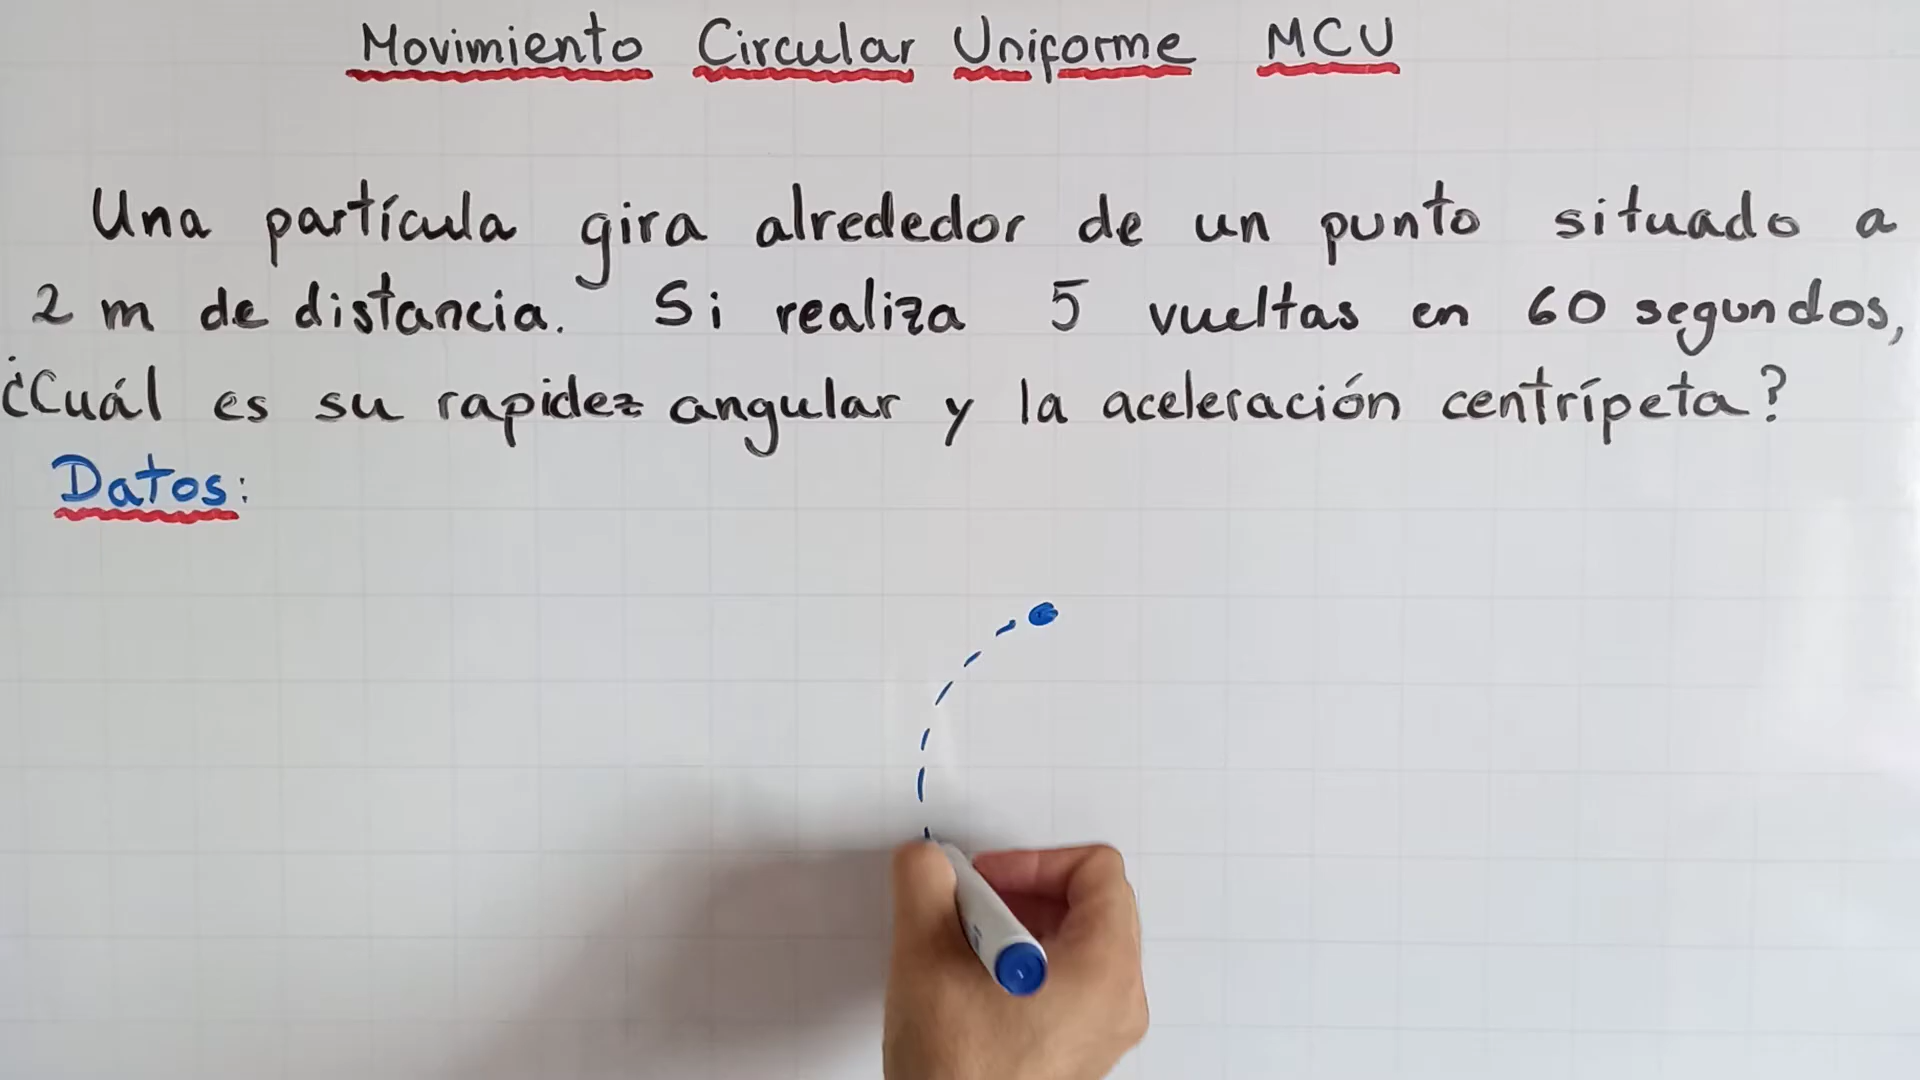 Movimiento Circular Uniforme MCU
Una partícula gira alrededor de un punto situado a
2 m de distancia. Si realiza 5 vueltas en 60 segundos,
¿Cuál es su rapidez angular y la aceleración centrípeta?
Datos: